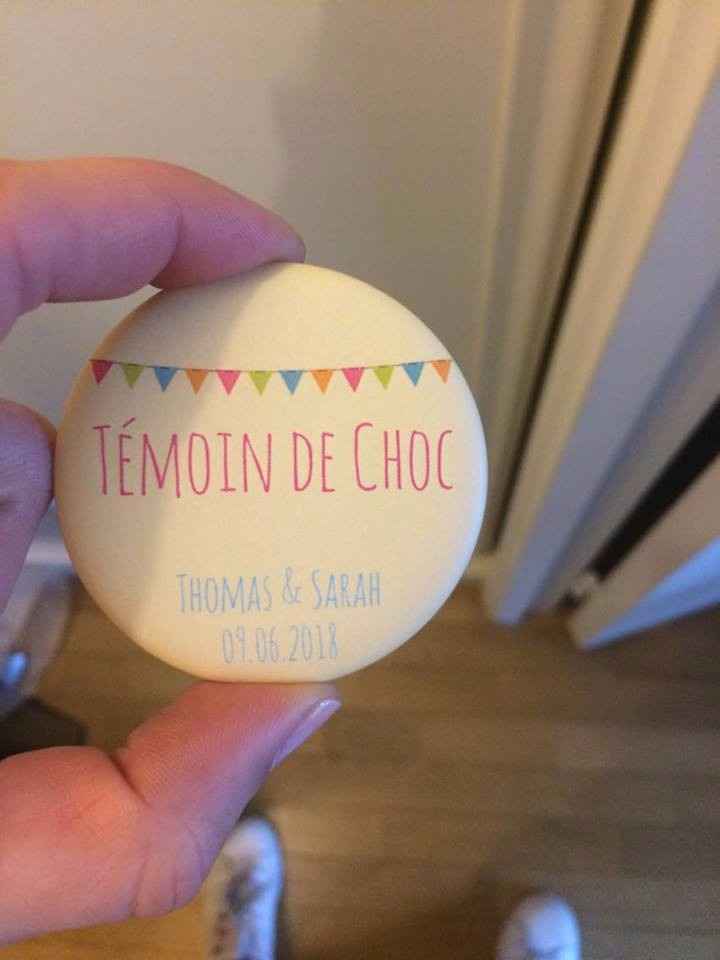 TÉMOIN DE CHOC
THOMAS & SARAH
09.06.2018